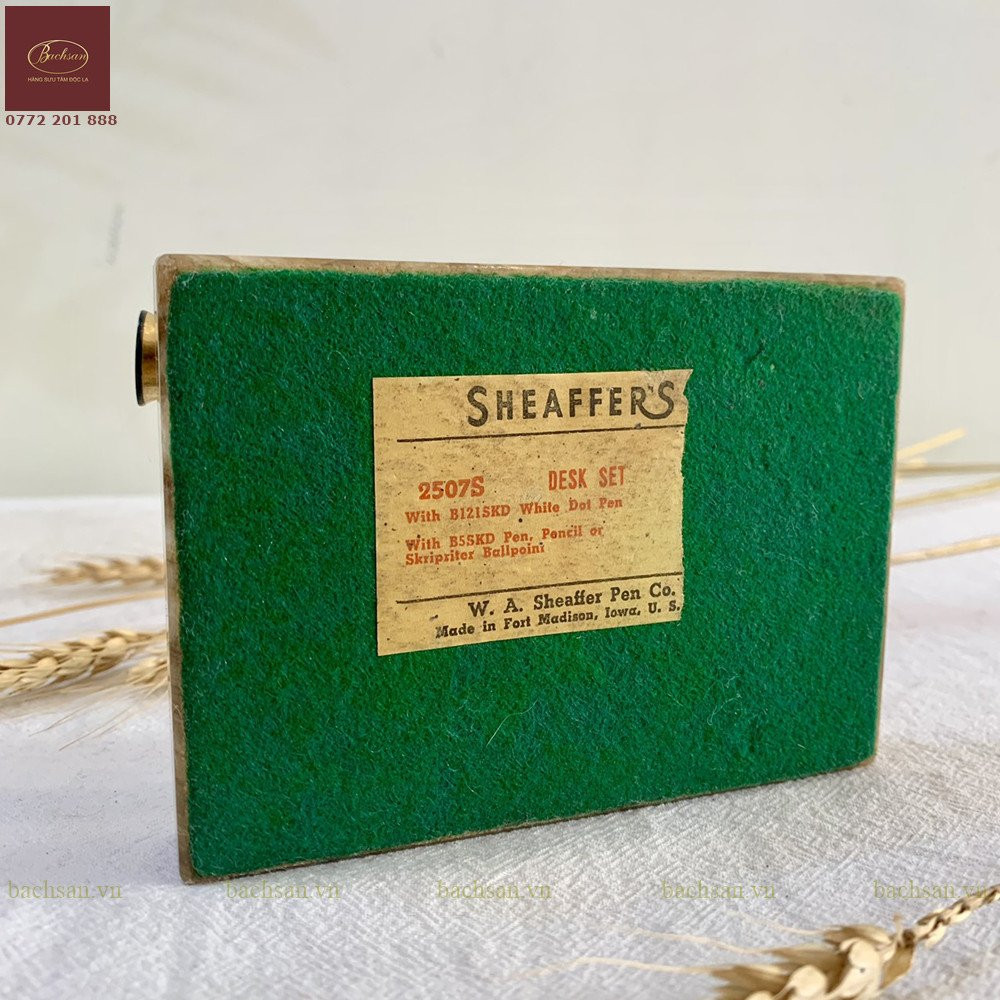 Bachsan
HÀNG SƯU TẦM ĐỘC LẠ
0772 201 888
SHEAFFER'S
2507S DESK SET
With B121SKD White Dot Pen
With B5SKD Pen, Pencil or
Skripriter Ballpoint
W. A. Sheaffer Pen Co.
Made in Fort Madison, Iowa, U. S.
bachsan.vn bachsan.vn bachsan.vn bachsan.vn bachsan.vn